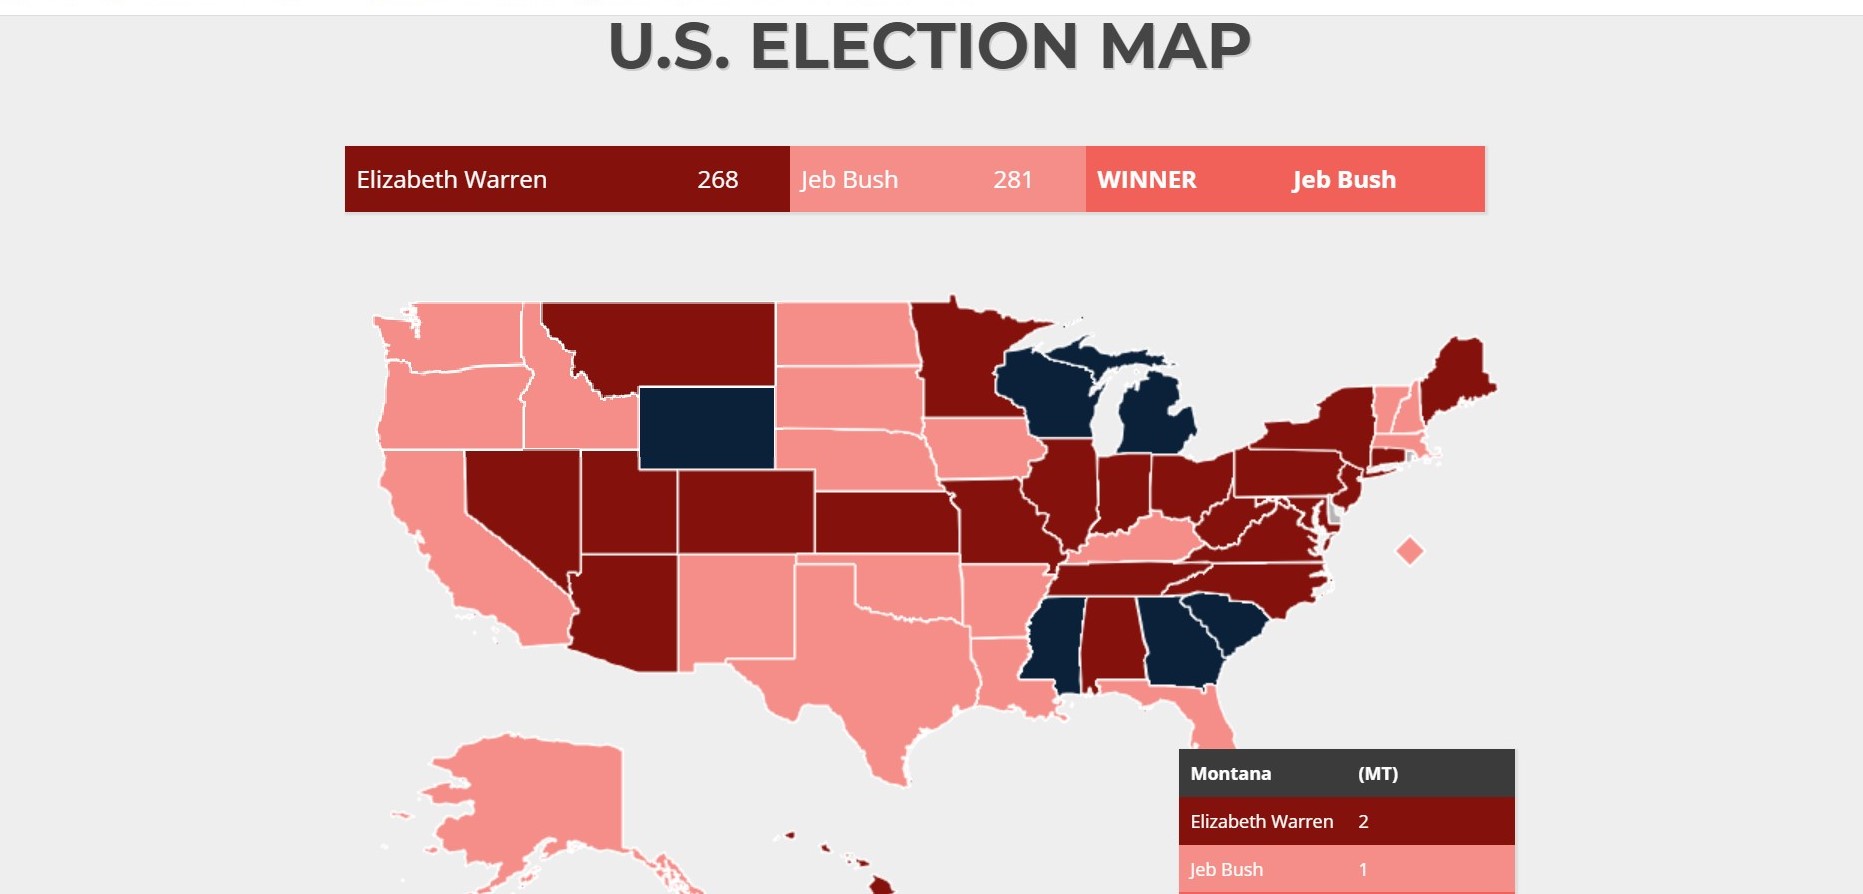 U.S. ELECTION MAP
Elizabeth Warren 268 Jeb Bush 281 WINNER Jeb Bush
Montana (MT)
Elizabeth Warren 2
Jeb Bush 1